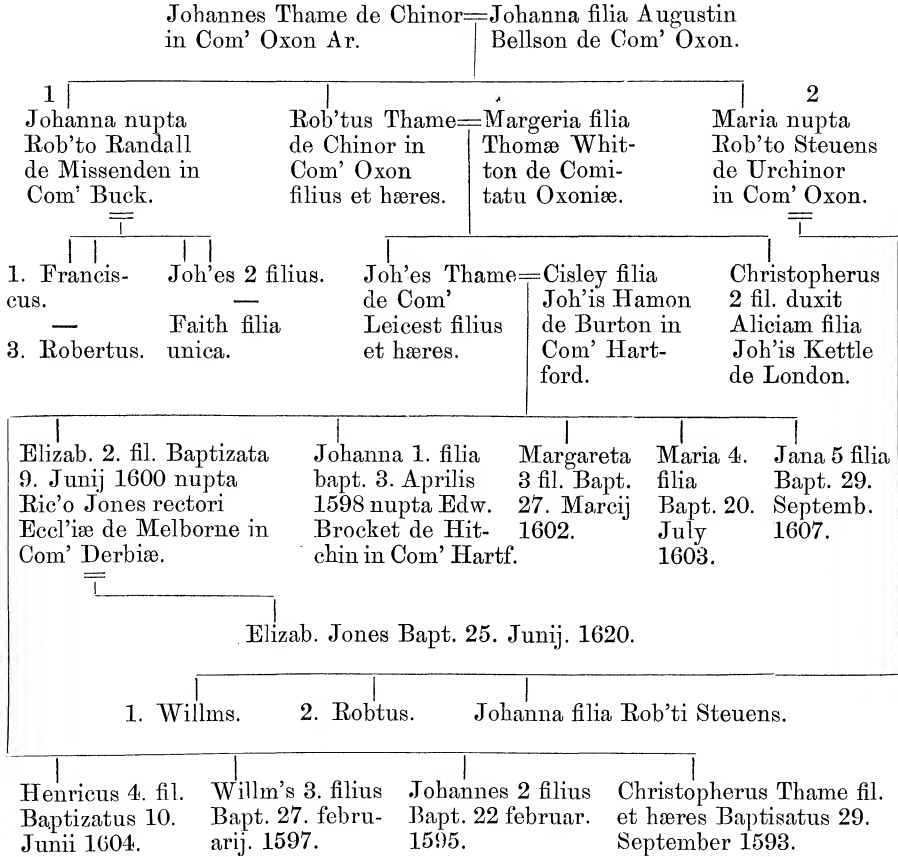 Johannes Thame de Chinor═Johanna filia Augustin
in Com' Oxon Ar. Bellson de Com' Oxon.
1
Johanna nupta
Rob'to Randall
de Missenden in
Com' Buck.
Rob'tus Thame═Margeria filia
de Chinor in
Com' Oxon
filius et hæres.
Thomæ Whit-
ton de Comi-
tatu Oxoniæ.
2
Maria nupta
Rob'to Steuens
de Urchinor
in Com' Oxon.
1. Francis-
cus.
—
3. Robertus.
Joh'es 2 filius.
—
Faith filia
unica.
Joh'es Thame═Cisley filia
de Com'
Leicest filius
et hæres.
Joh'is Hamon
de Burton in
Com' Hart-
ford.
Christopherus
2 fil. duxit
Aliciam filia
Joh'is Kettle
de London.
Elizab. 2. fil. Baptizata
9. Junij 1600 nupta
Ric'o Jones rectori
Eccl'iæ de Melborne in
Com' Derbiæ.
Johanna 1. filia
bapt. 3. Aprilis
1598 nupta Edw.
Brocket de Hit-
chin in Com' Hartf.
Margareta
3 fil. Bapt.
27. Marcij
1602.
Maria 4.
filia
Bapt. 20.
July
1603.
Jana 5 filia
Bapt. 29.
Septemb.
1607.
Elizab. Jones Bapt. 25. Junij. 1620.
1. Willms. 2. Robtus. Johanna filia Rob'ti Steuens.
Henricus 4. fil.
Baptizatus 10.
Junii 1604.
Willm's 3. filius
Bapt. 27. febru-
arij. 1597.
Johannes 2 filius
Bapt. 22 februar.
1595.
Christopherus Thame fil.
et hæres Baptisatus 29.
September 1593.